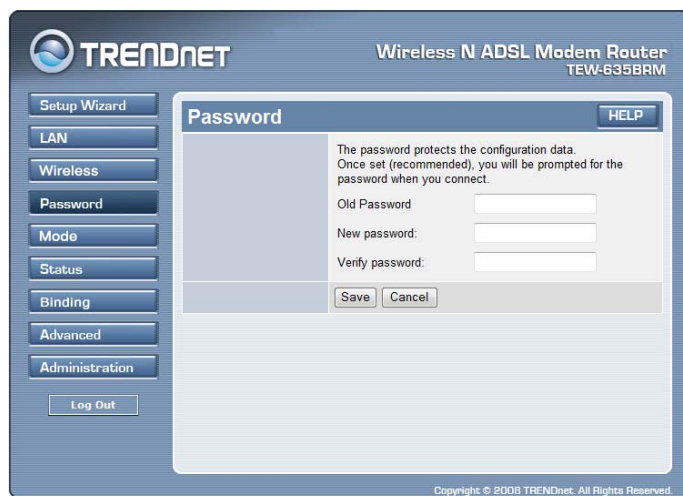 TRENDNET
Wireless N ADSL Modem Router
TEW-635BRM
Setup Wizard
LAN
Wireless
Password
Mode
Status
Binding
Advanced
Administration
Log Out
Password
HELP
The password protects the configuration data.
Once set (recommended), you will be prompted for the
password when you connect.
Old Password
New password:
Verify password:
Save Cancel
Copyright © 2008 TRENDnet. All Rights Reserved.